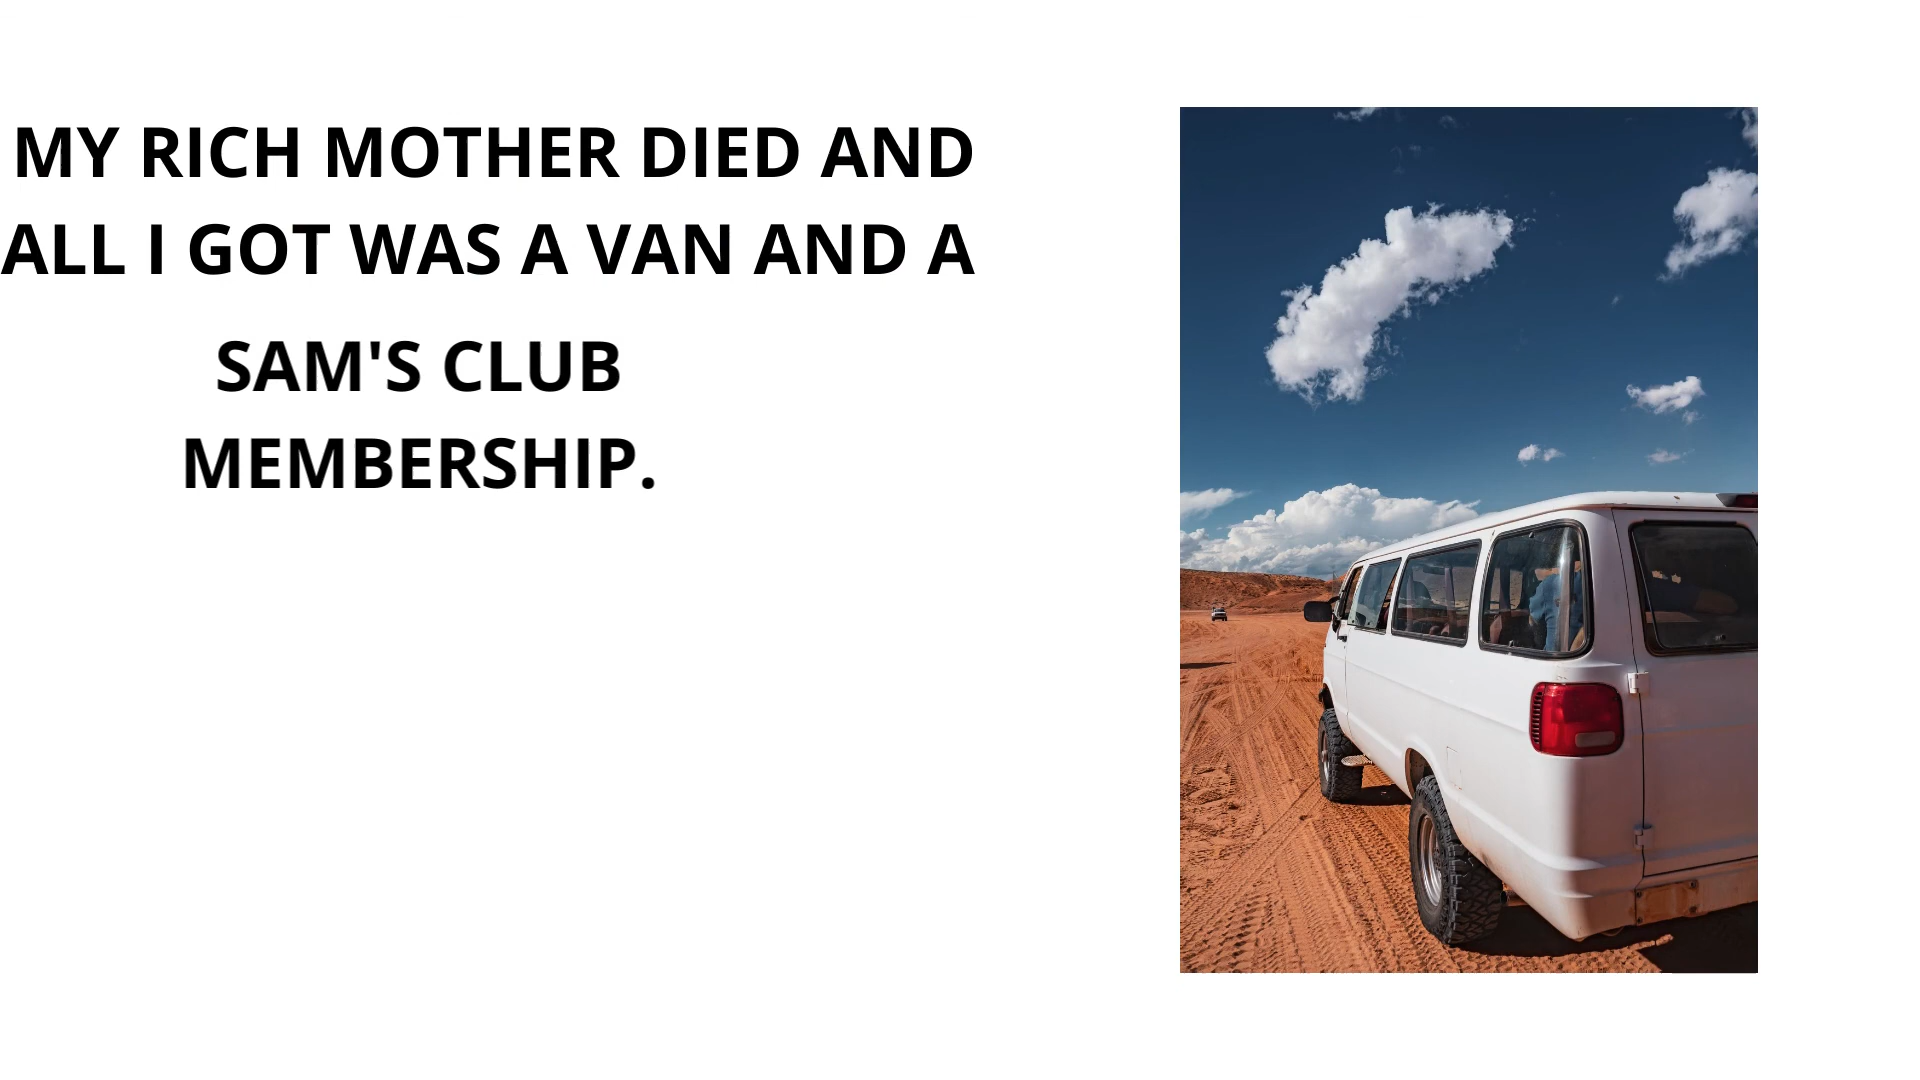 MY RICH MOTHER DIED AND
ALL I GOT WAS A VAN AND A
SAM'S CLUB
MEMBERSHIP.